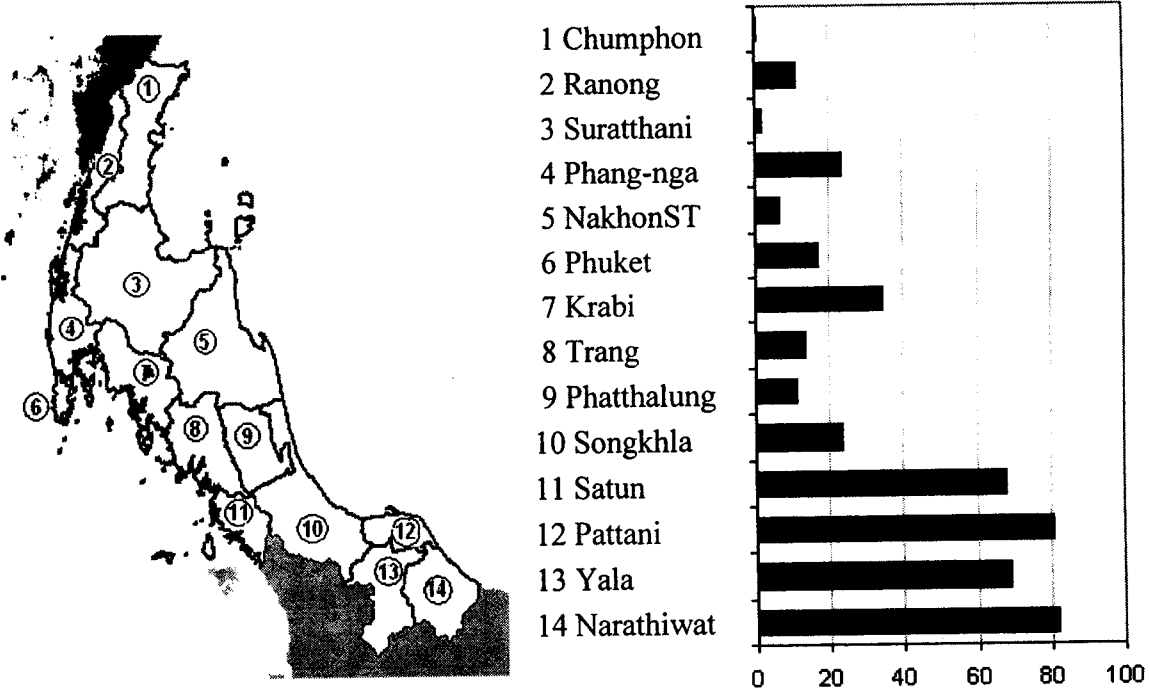 1
2
3
4
5
6
7
8
9
10
11
12
13
14
1 Chumphon
2 Ranong
3 Suratthani
4 Phang-nga
5 NakhonST
6 Phuket
7 Krabi
8 Trang
9 Phatthalung
10 Songkhla
11 Satun
12 Pattani
13 Yala
14 Narathiwat
0 20 40 60 80 100